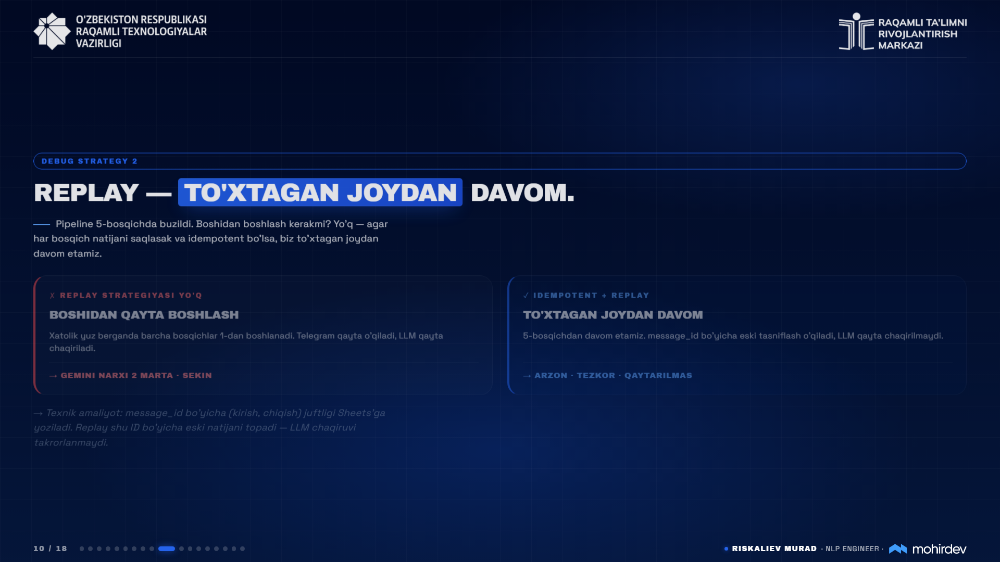 O'ZBEKISTON RESPUBLIKASI
RAQAMLI TEXNOLOGIYALAR
VAZIRLIGI
RAQAMLI TA'LIMNI
RIVOJLANTIRISH
MARKAZI
DEBUG STRATEGY 2
REPLAY — TO'XTAGAN JOYDAN DAVOM.
Pipeline 5-bosqichda buzildi. Boshidan boshlash kerakmi? Yo'q — agar
har bosqich natijani saqlasak va idempotent bo'lsa, biz to'xtagan joydan
davom etamiz.
✗ REPLAY STRATEGIYASI YO'Q
BOSHIDAN QAYTA BOSHLASH
Xatolik yuz berganda barcha bosqichlar 1-dan boshlanadi. Telegram qayta o'qiladi, LLM qayta
chaqiriladi.
→ GEMINI NARXI 2 MARTA · SEKIN
✓ IDEMPOTENT + REPLAY
TO'XTAGAN JOYDAN DAVOM
5-bosqichdan davom etamiz. message_id bo'yicha eski tasniflash o'qiladi, LLM qayta chaqirilmaydi.
→ ARZON · TEZKOR · QAYTARILMAS
→ Texnik amaliyot: message_id bo'yicha (kirish, chiqish) juftligi Sheets'ga
yoziladi. Replay shu ID bo'yicha eski natijani topadi — LLM chaqiruvi
takrorlanmaydi.
10 / 18
RISKALIEV MURAD · NLP ENGINEER · mohirdev